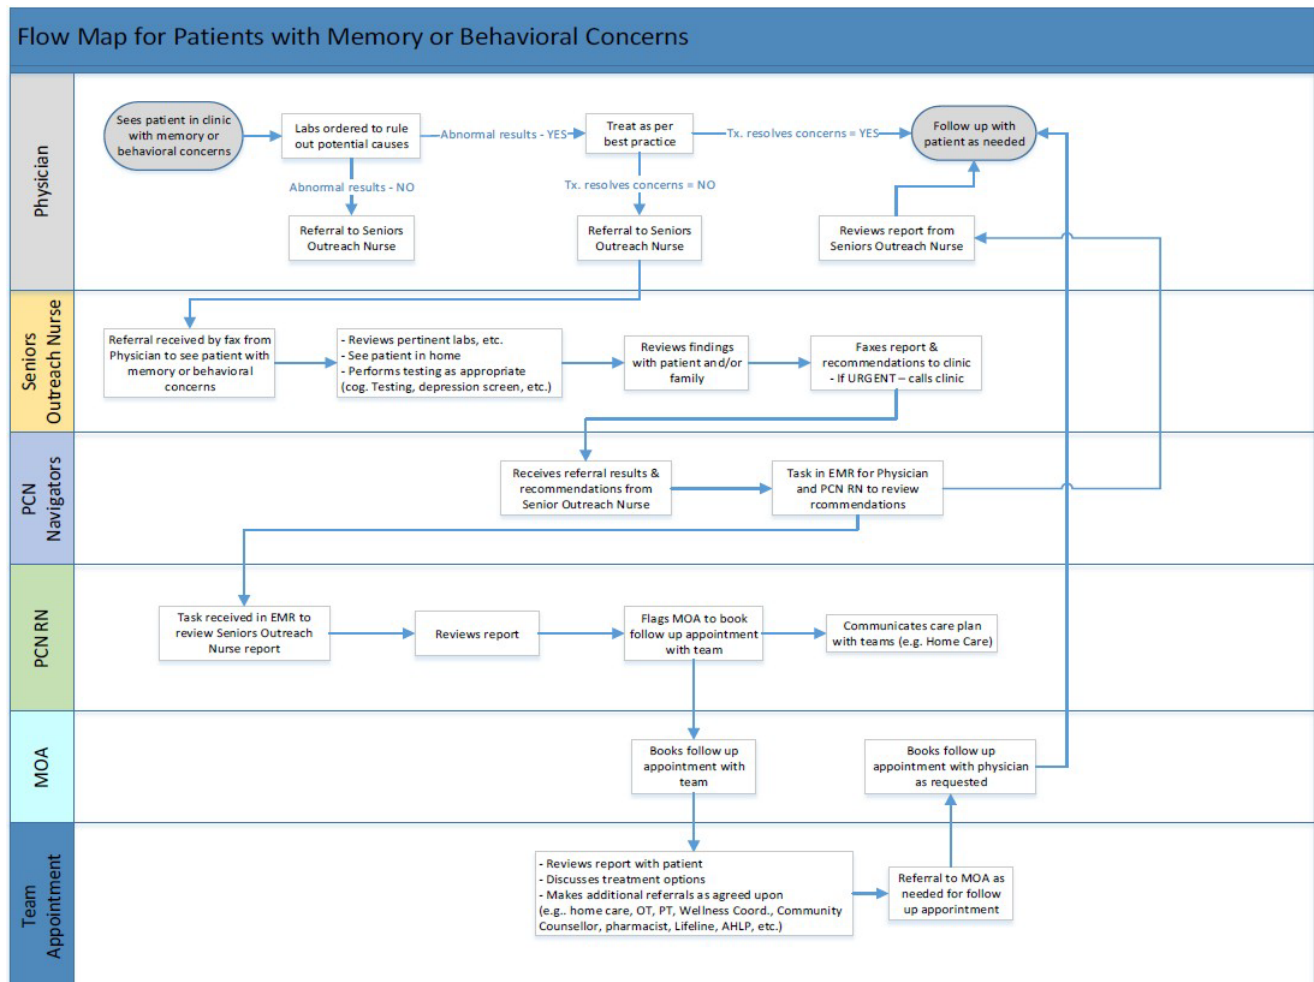 Flow Map for Patients with Memory or Behavioral Concerns
Physician
Sees patient in clinic
with memory or
behavioral concerns
Labs ordered to rule
out potential causes
Abnormal results - YES
Treat as per
best practice
Tx. resolves concerns = YES
Follow up with
patient as needed
Abnormal results - NO
Tx. resolves concerns = NO
Referral to Seniors
Outreach Nurse
Referral to Seniors
Outreach Nurse
Reviews report from
Seniors Outreach Nurse
Seniors
Outreach Nurse
Referral received by fax from
Physician to see patient with
memory or behavioral
concerns
- Reviews pertinent labs, etc.
- See patient in home
- Performs testing as appropriate
(cog. Testing, depression screen, etc.)
Reviews findings
with patient and/or
family
Faxes report &
recommendations to clinic
- If URGENT – calls clinic
PCN
Navigators
Receives referral results &
recommendations from
Senior Outreach Nurse
Task in EMR for Physician
and PCN RN to review
rcommendations
PCN RN
Task received in EMR to
review Seniors Outreach
Nurse report
Reviews report
Flags MOA to book
follow up appointment
with team
Communicates care plan
with teams (e.g. Home Care)
MOA
Books follow up
appointment with
team
Books follow up
appointment with physician
as requested
Team
Appointment
- Reviews report with patient
- Discusses treatment options
- Makes additional referrals as agreed upon
(e.g.. home care, OT, PT, Wellness Coord., Community
Counsellor, pharmacist, Lifeline, AHLP, etc.)
Referral to MOA as
needed for follow
up apporintment